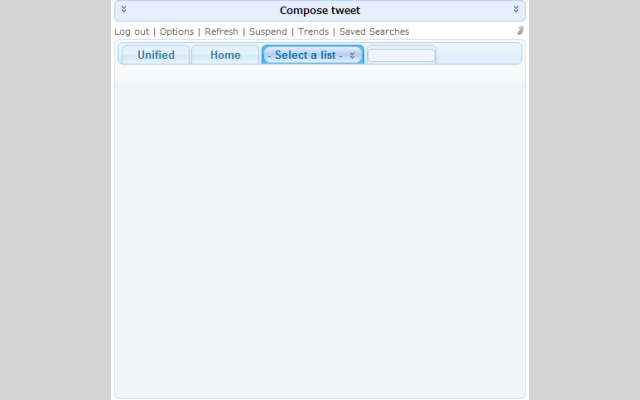 Compose tweet
Log out | Options | Refresh | Suspend | Trends | Saved Searches
Unified Home - Select a list -